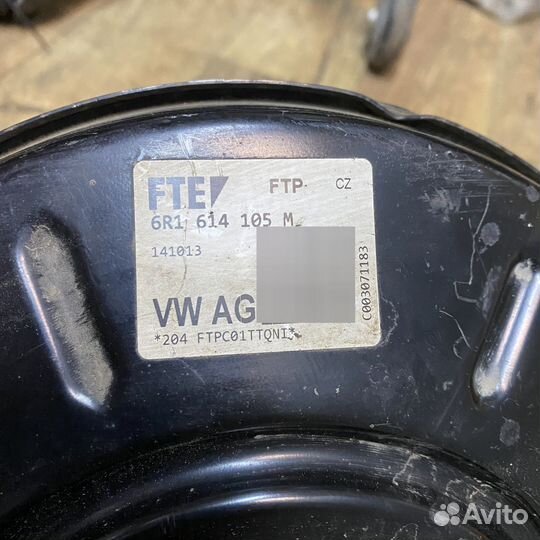 FTE FTP CZ
6R1 614 105 M
141013
VW AG
*204 FTPC01TTQNI*
C003071183
Avito